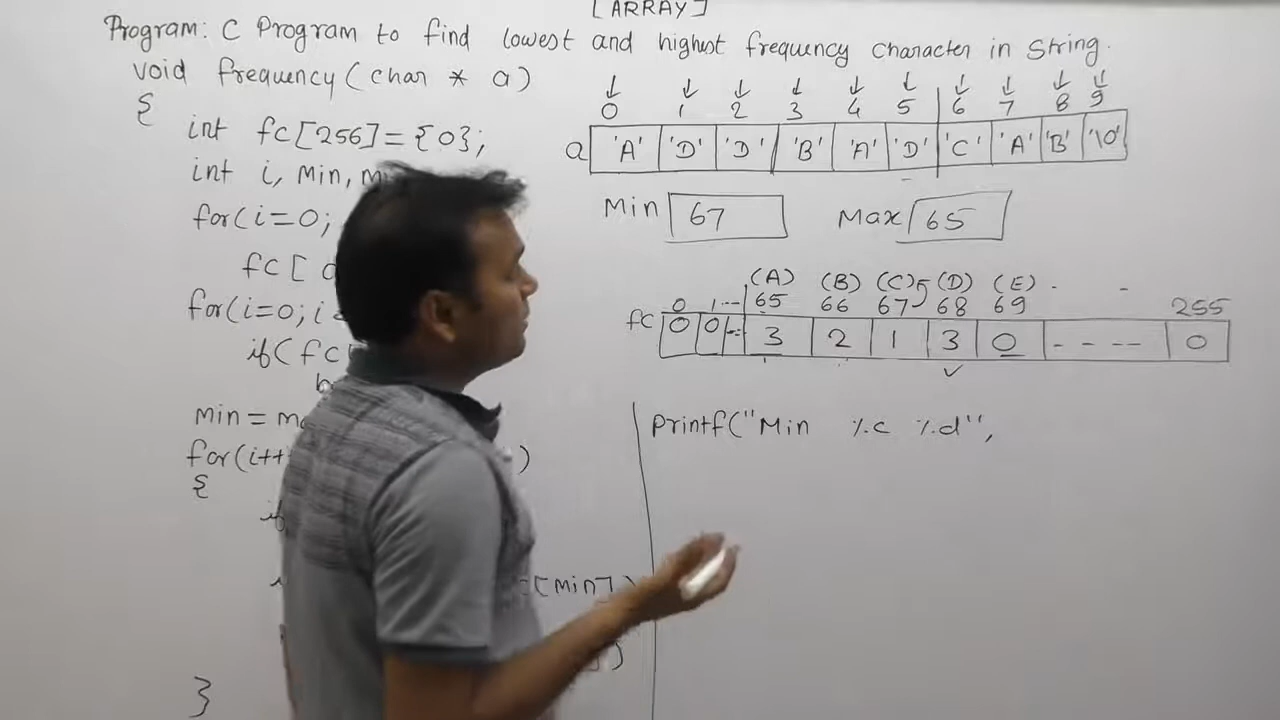 [ARRAY]
Program: C Program to find lowest and highest frequency character in String.
void frequency(char * a)
{
int fc[256]={0};
int i, min, m
for(i=0;
fc[ a
for(i=0; i <
if(fc[
b
min = ma
for(i++ )
{
if
i [min])
])
}
0 1 2 3 4 5 6 7 8 9
a 'A' 'D' 'D' 'B' 'A' 'D' 'C' 'A' 'B' '\0'
Min 67 Max 65
(A) (B) (C) (D) (E) . -
0 1-- 65 66 67 68 69 255
fc 0 0 -- 3 2 1 3 0 ---- 0
Printf("Min %c %d",